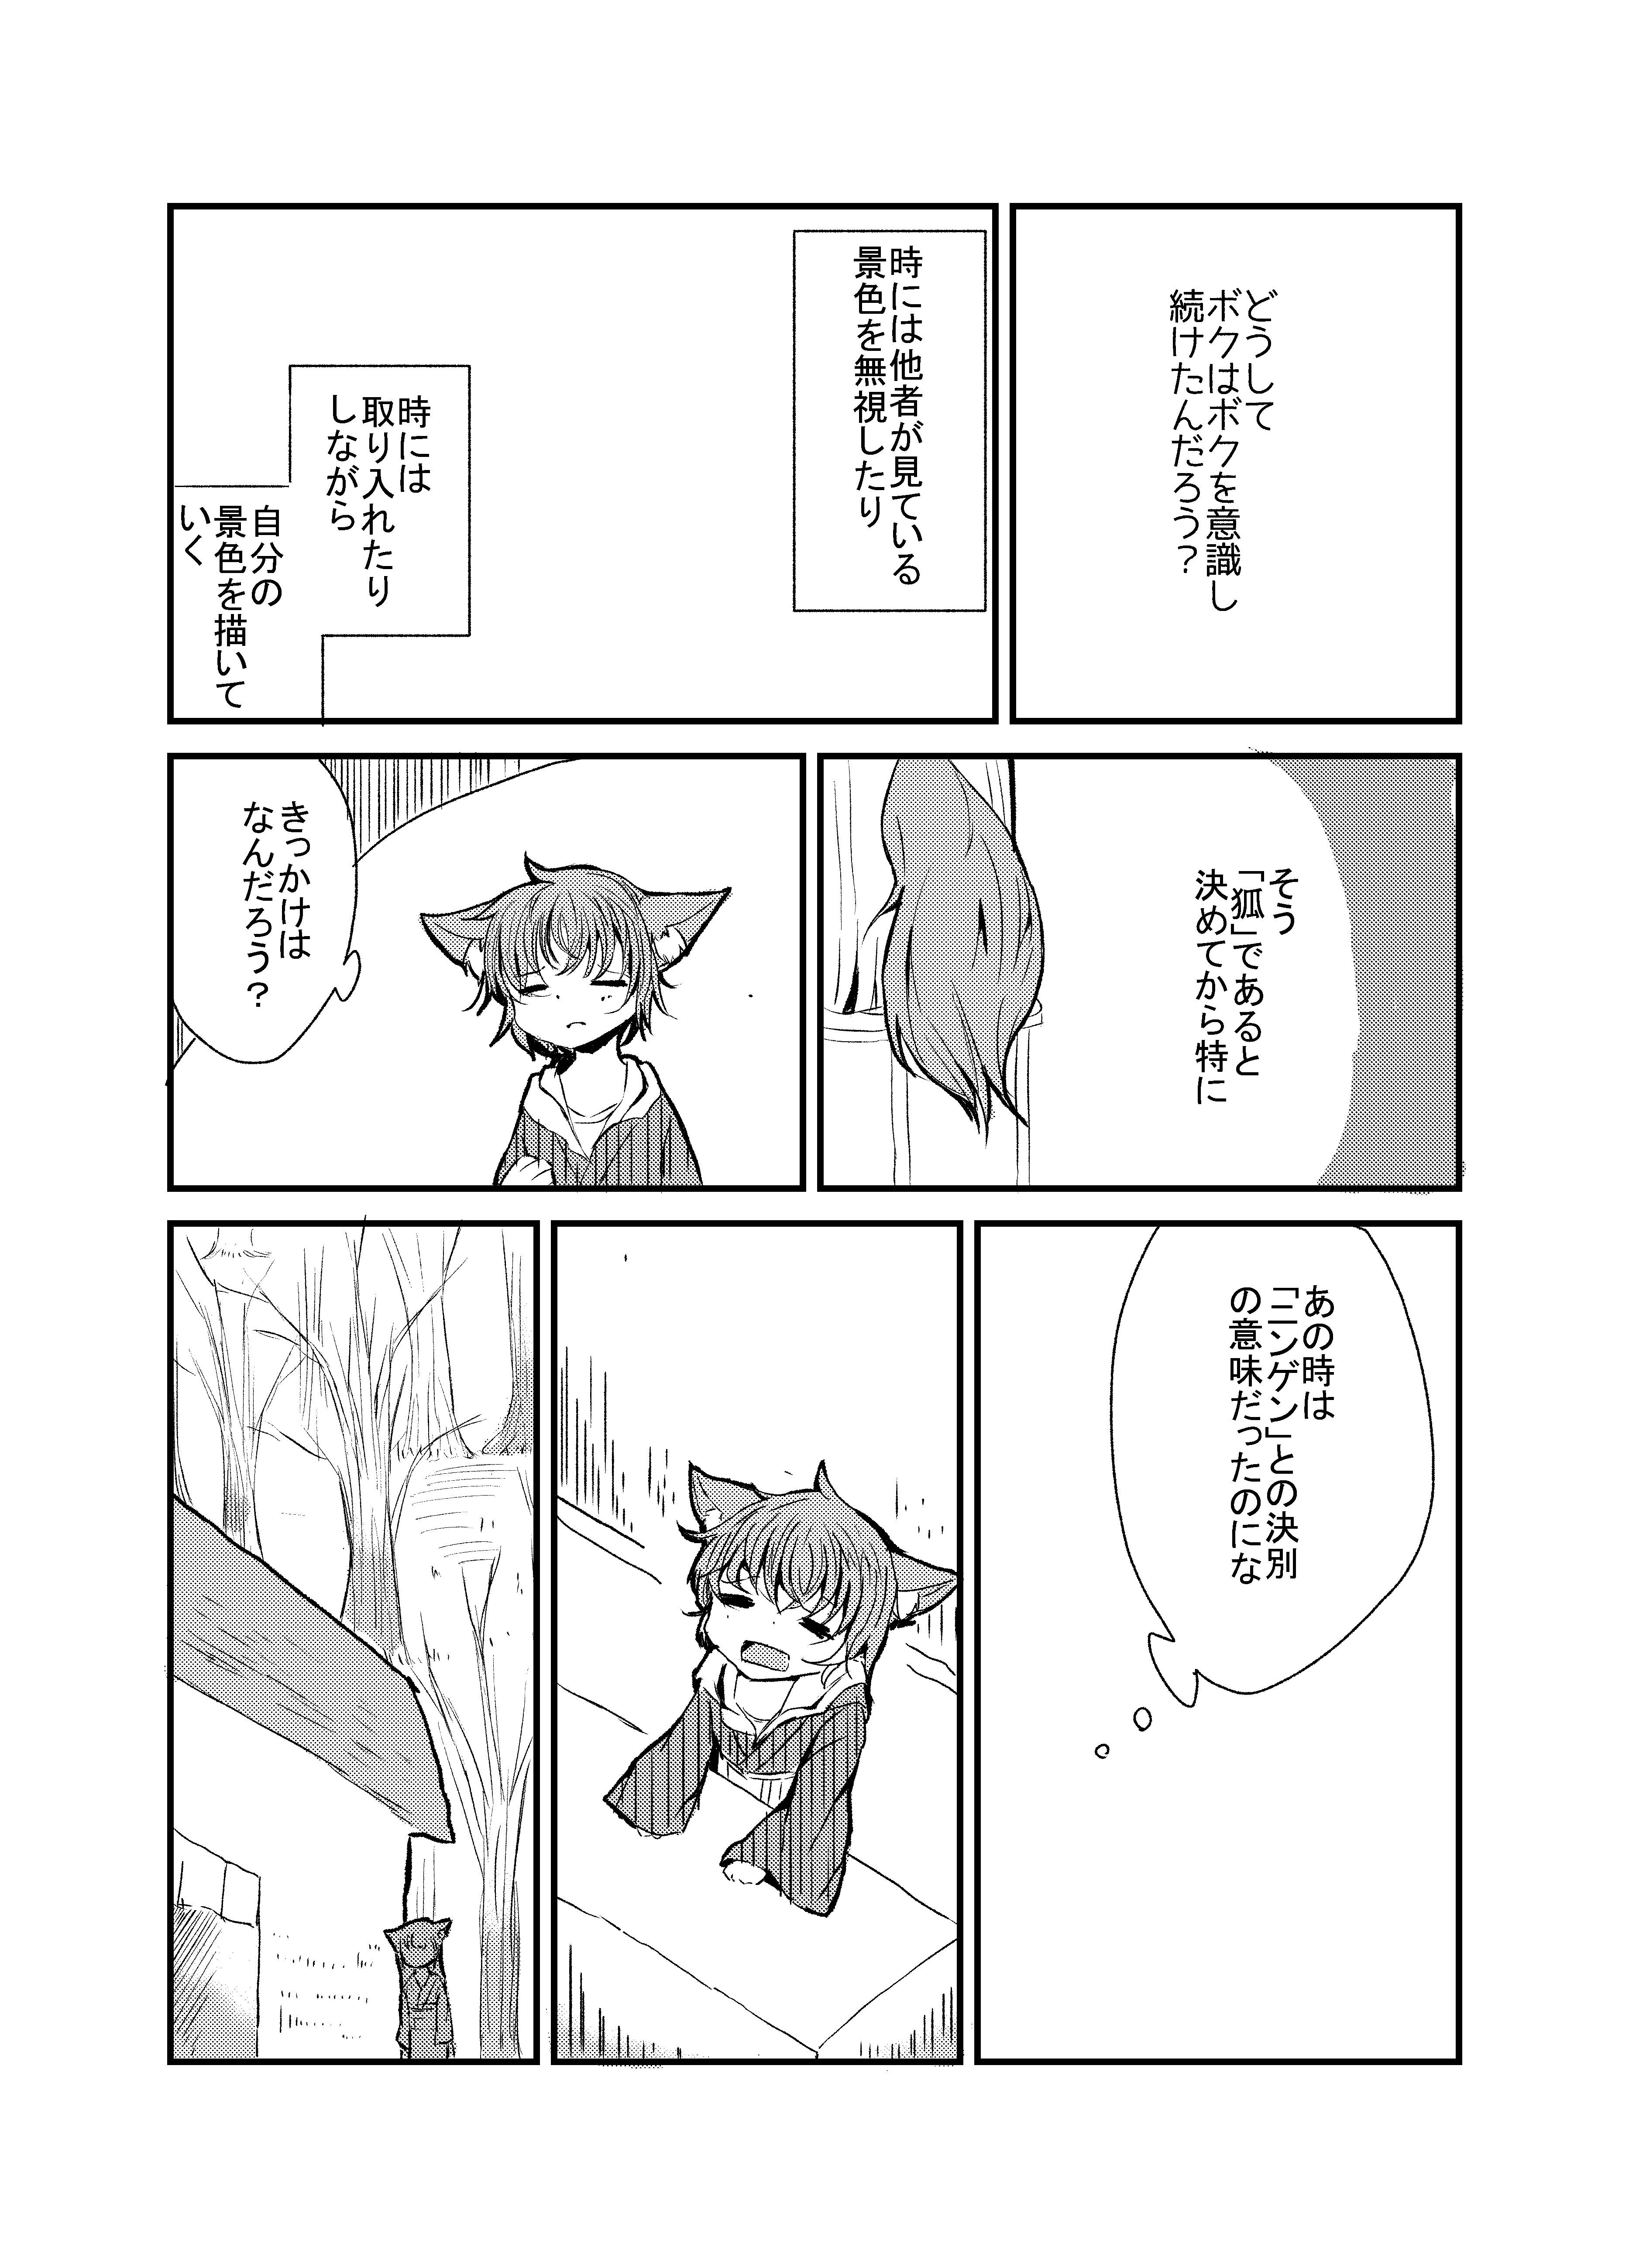 どうして
ボクはボクを意識し
続けたんだろう？
時には他者が見ている
景色を無視したり
時には
取り入れたり
しながら
自分の
景色を描いて
いく
そう
「狐」であると
決めてから特に
きっかけは
なんだろう？
あの時は
「ニンゲン」との決別
の意味だったのにな